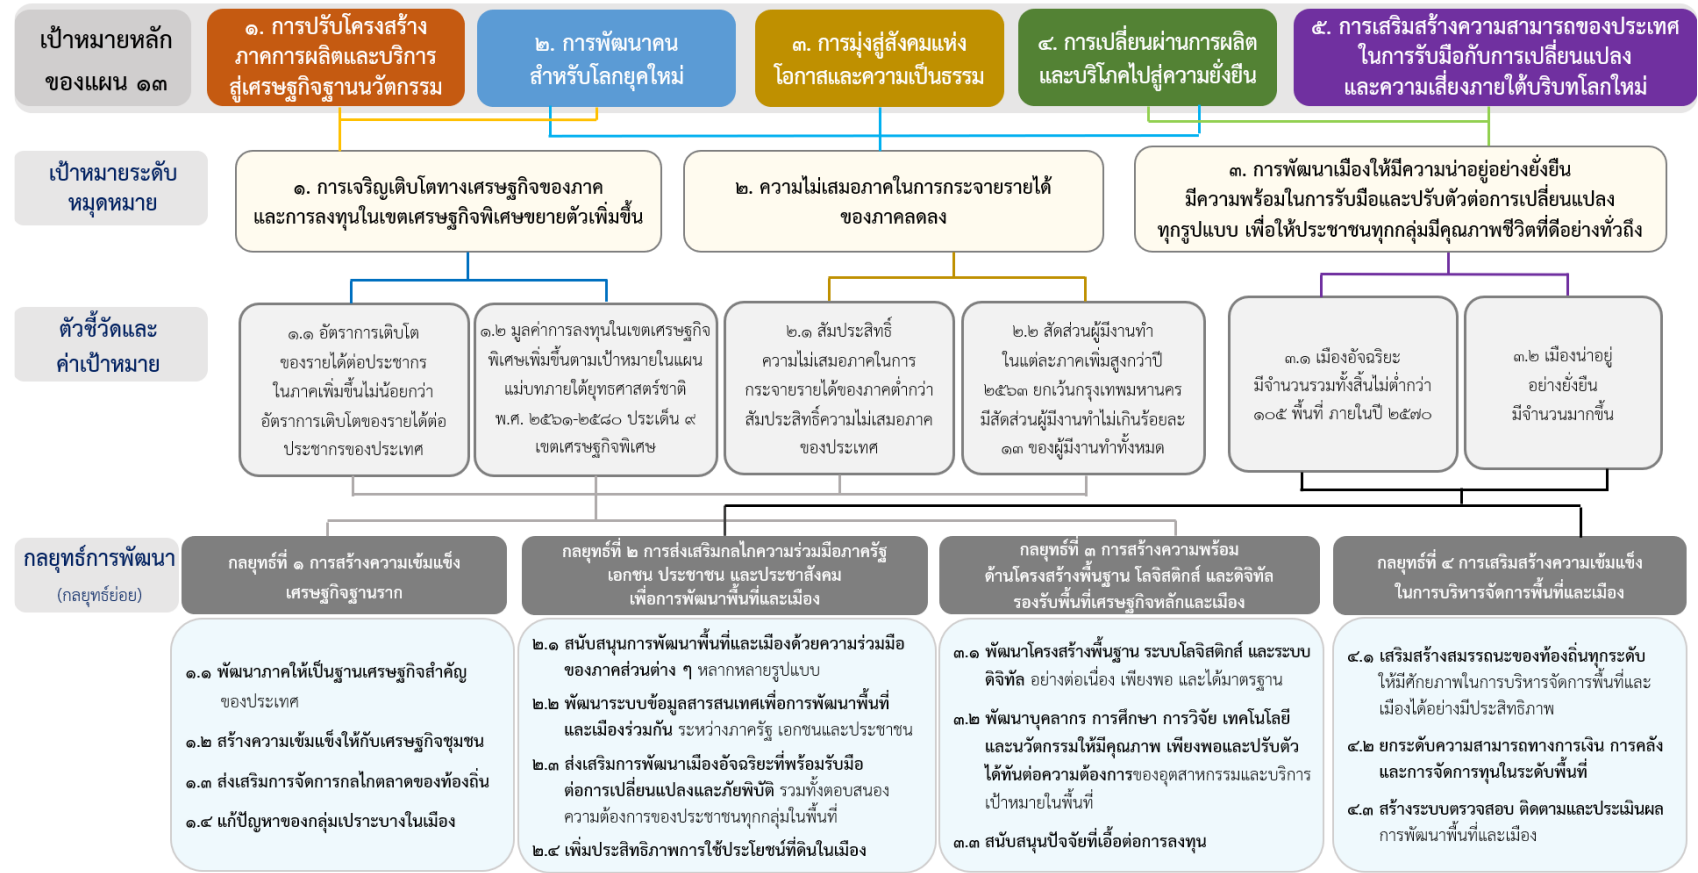 เป้าหมายหลัก
ของแผน ๑๓
๑. การปรับโครงสร้าง
ภาคการผลิตและบริการ
สู่เศรษฐกิจฐานนวัตกรรม
๒. การพัฒนาคน
สำหรับโลกยุคใหม่
๓. การมุ่งสู่สังคมแห่ง
โอกาสและความเป็นธรรม
๔. การเปลี่ยนผ่านการผลิต
และบริโภคไปสู่ความยั่งยืน
๕. การเสริมสร้างความสามารถของประเทศ
ในการรับมือกับการเปลี่ยนแปลง
และความเสี่ยงภายใต้บริบทโลกใหม่
เป้าหมายระดับ
หมุดหมาย
๑. การเจริญเติบโตทางเศรษฐกิจของภาค
และการลงทุนในเขตเศรษฐกิจพิเศษขยายตัวเพิ่มขึ้น
๒. ความไม่เสมอภาคในการกระจายรายได้
ของภาคลดลง
๓. การพัฒนาเมืองให้มีความน่าอยู่อย่างยั่งยืน
มีความพร้อมในการรับมือและปรับตัวต่อการเปลี่ยนแปลง
ทุกรูปแบบ เพื่อให้ประชาชนทุกกลุ่มมีคุณภาพชีวิตที่ดีอย่างทั่วถึง
ตัวชี้วัดและ
ค่าเป้าหมาย
๑.๑ อัตราการเติบโต
ของรายได้ต่อประชากร
ในภาคเพิ่มขึ้นไม่น้อยกว่า
อัตราการเติบโตของรายได้ต่อ
ประชากรของประเทศ
๑.๒ มูลค่าการลงทุนในเขตเศรษฐกิจ
พิเศษเพิ่มขึ้นตามเป้าหมายในแผน
แม่บทภายใต้ยุทธศาสตร์ชาติ
พ.ศ. ๒๕๖๑-๒๕๘๐ ประเด็น ๙
เขตเศรษฐกิจพิเศษ
๒.๑ สัมประสิทธิ์
ความไม่เสมอภาคในการ
กระจายรายได้ของภาคต่ำกว่า
สัมประสิทธิ์ความไม่เสมอภาค
ของประเทศ
๒.๒ สัดส่วนผู้มีงานทำ
ในแต่ละภาคเพิ่มสูงกว่าปี
๒๕๖๓ ยกเว้นกรุงเทพมหานคร
มีสัดส่วนผู้มีงานทำไม่เกินร้อยละ
๑๓ ของผู้มีงานทำทั้งหมด
๓.๑ เมืองอัจฉริยะ
มีจำนวนรวมทั้งสิ้นไม่ต่ำกว่า
๑๐๕ พื้นที่ ภายในปี ๒๕๗๐
๓.๒ เมืองน่าอยู่
อย่างยั่งยืน
มีจำนวนมากขึ้น
กลยุทธ์การพัฒนา
(กลยุทธ์ย่อย)
กลยุทธ์ที่ ๑ การสร้างความเข้มแข็ง
เศรษฐกิจฐานราก
กลยุทธ์ที่ ๒ การส่งเสริมกลไกความร่วมมือภาครัฐ
เอกชน ประชาชน และประชาสังคม
เพื่อการพัฒนาพื้นที่และเมือง
กลยุทธ์ที่ ๓ การสร้างความพร้อม
ด้านโครงสร้างพื้นฐาน โลจิสติกส์ และดิจิทัล
รองรับพื้นที่เศรษฐกิจหลักและเมือง
กลยุทธ์ที่ ๔ การเสริมสร้างความเข้มแข็ง
ในการบริหารจัดการพื้นที่และเมือง
๑.๑ พัฒนาภาคให้เป็นฐานเศรษฐกิจสำคัญ
ของประเทศ
๑.๒ สร้างความเข้มแข็งให้กับเศรษฐกิจชุมชน
๑.๓ ส่งเสริมการจัดการกลไกตลาดของท้องถิ่น
๑.๔ แก้ปัญหาของกลุ่มเปราะบางในเมือง
๒.๑ สนับสนุนการพัฒนาพื้นที่และเมืองด้วยความร่วมมือ
ของภาคส่วนต่าง ๆ หลากหลายรูปแบบ
๒.๒ พัฒนาระบบข้อมูลสารสนเทศเพื่อการพัฒนาพื้นที่
และเมืองร่วมกัน ระหว่างภาครัฐ เอกชนและประชาชน
๒.๓ ส่งเสริมการพัฒนาเมืองอัจฉริยะที่พร้อมรับมือ
ต่อการเปลี่ยนแปลงและภัยพิบัติ รวมทั้งตอบสนอง
ความต้องการของประชาชนทุกกลุ่มในพื้นที่
๒.๔ เพิ่มประสิทธิภาพการใช้ประโยชน์ที่ดินในเมือง
๓.๑ พัฒนาโครงสร้างพื้นฐาน ระบบโลจิสติกส์ และระบบ
ดิจิทัล อย่างต่อเนื่อง เพียงพอ และได้มาตรฐาน
๓.๒ พัฒนาบุคลากร การศึกษา การวิจัย เทคโนโลยี
และนวัตกรรมให้มีคุณภาพ เพียงพอและปรับตัว
ได้ทันต่อความต้องการของอุตสาหกรรมและบริการ
เป้าหมายในพื้นที่
๓.๓ สนับสนุนปัจจัยที่เอื้อต่อการลงทุน
๔.๑ เสริมสร้างสมรรถนะของท้องถิ่นทุกระดับ
ให้มีศักยภาพในการบริหารจัดการพื้นที่และ
เมืองได้อย่างมีประสิทธิภาพ
๔.๒ ยกระดับความสามารถทางการเงิน การคลัง
และการจัดการทุนในระดับพื้นที่
๔.๓ สร้างระบบตรวจสอบ ติดตามและประเมินผล
การพัฒนาพื้นที่และเมือง